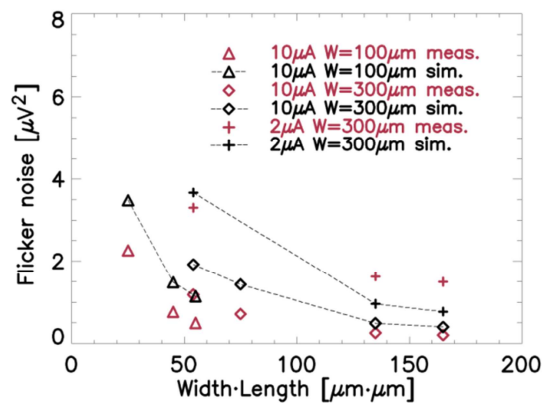 8
6
4
2
0
Flicker noise [μV²]
10μA W=100μm meas.
10μA W=100μm sim.
10μA W=300μm meas.
10μA W=300μm sim.
2μA W=300μm meas.
2μA W=300μm sim.
0 50 100 150 200
Width·Length [μm·μm]